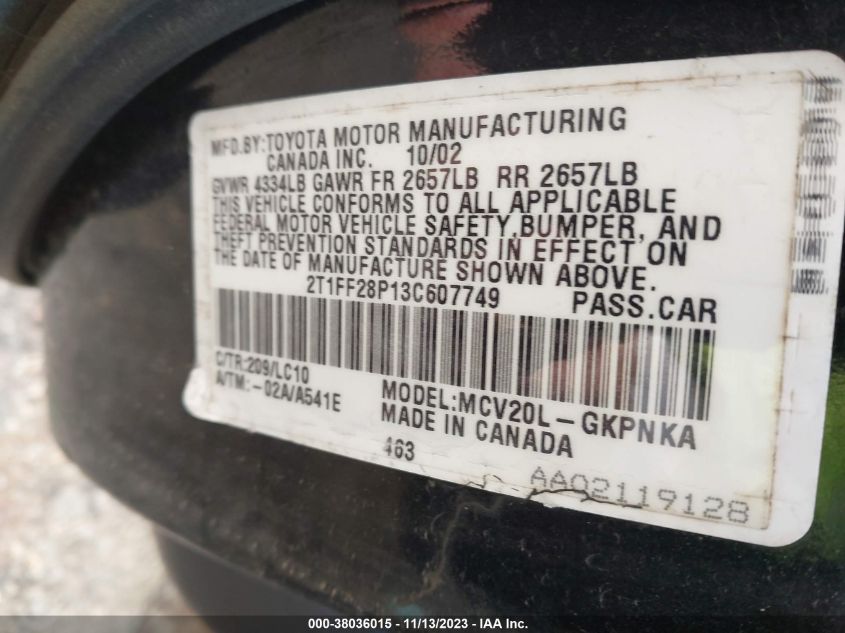 MFD.BY:TOYOTA MOTOR MANUFACTURING
CANADA INC. 10/02
GVWR 4334LB GAWR FR 2657LB RR 2657LB
THIS VEHICLE CONFORMS TO ALL APPLICABLE
FEDERAL MOTOR VEHICLE SAFETY,BUMPER, AND
THEFT PREVENTION STANDARDS IN EFFECT ON
THE DATE OF MANUFACTURE SHOWN ABOVE.
2T1FF28P13C607749 PASS.CAR
C/TR:209/LC10
A/TM:-02A/A541E
MODEL:MCV20L-GKPNKA
MADE IN CANADA
463
AA02119128
000-38036015 - 11/13/2023 - IAA Inc.